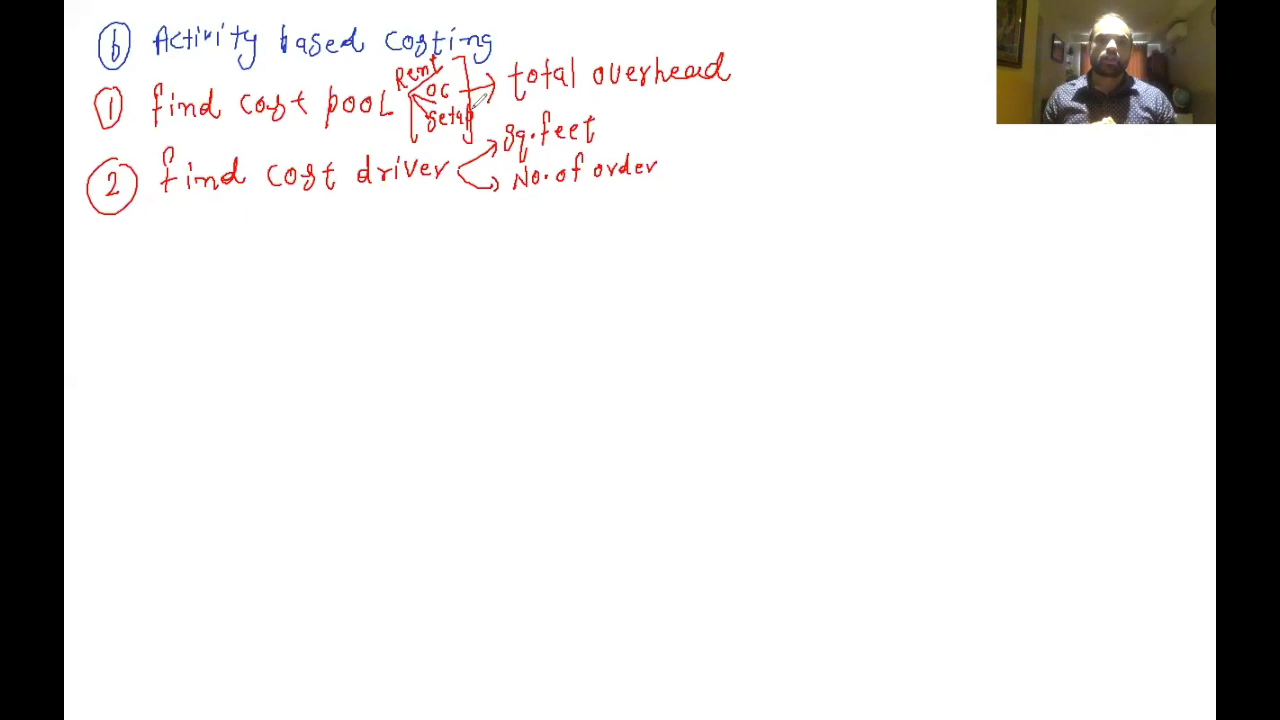 (b) Activity based costing
(1) find cost pooL Rent OC setup → total overhead
(2) find cost driver sq.feet
No.of order